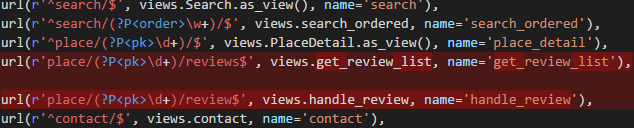 url(r'^search/$', views.Search.as_view(), name='search'),
url(r'^search/(?P<order>\w+)/$', views.search_ordered, name='search_ordered'),
url(r'^place/(?P<pk>\d+)/$', views.PlaceDetail.as_view(), name='place_detail'),
url(r'place/(?P<pk>\d+)/reviews$', views.get_review_list, name='get_review_list'),
url(r'place/(?P<pk>\d+)/review$', views.handle_review, name='handle_review'),
url(r'^contact/$', views.contact, name='contact'),